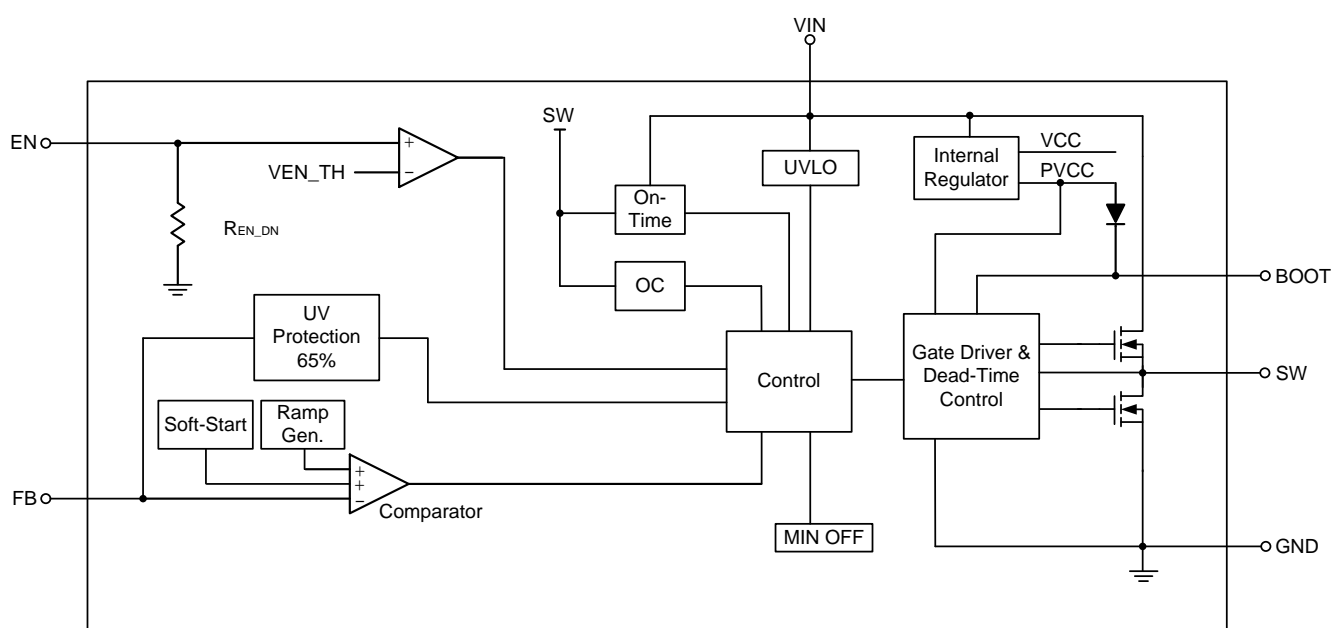 VIN
EN
SW
+
VEN_TH
−
UVLO
Internal
Regulator
VCC
PVCC
On-
Time
REN_DN
OC
BOOT
UV
Protection
65%
Control
Gate Driver &
Dead-Time
Control
SW
Soft-Start
Ramp
Gen.
+
+
−
FB
Comparator
MIN OFF
GND